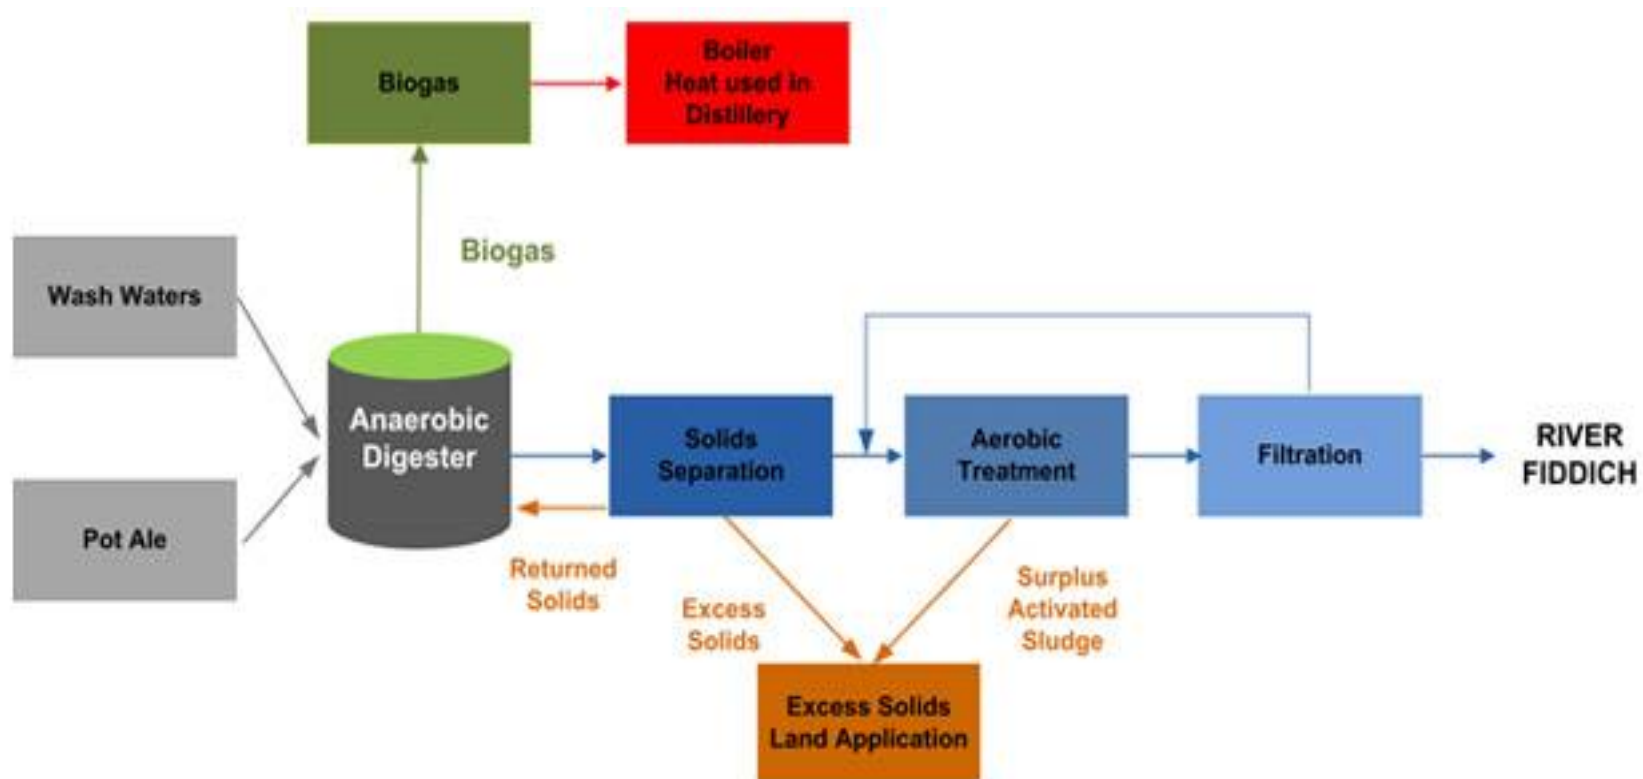 Biogas
Boiler
Heat used in
Distillery
Biogas
Wash Waters
Anaerobic
Digester
Solids
Separation
Aerobic
Treatment
Filtration
RIVER
FIDDICH
Pot Ale
Returned
Solids
Excess
Solids
Surplus
Activated
Sludge
Excess Solids
Land Application